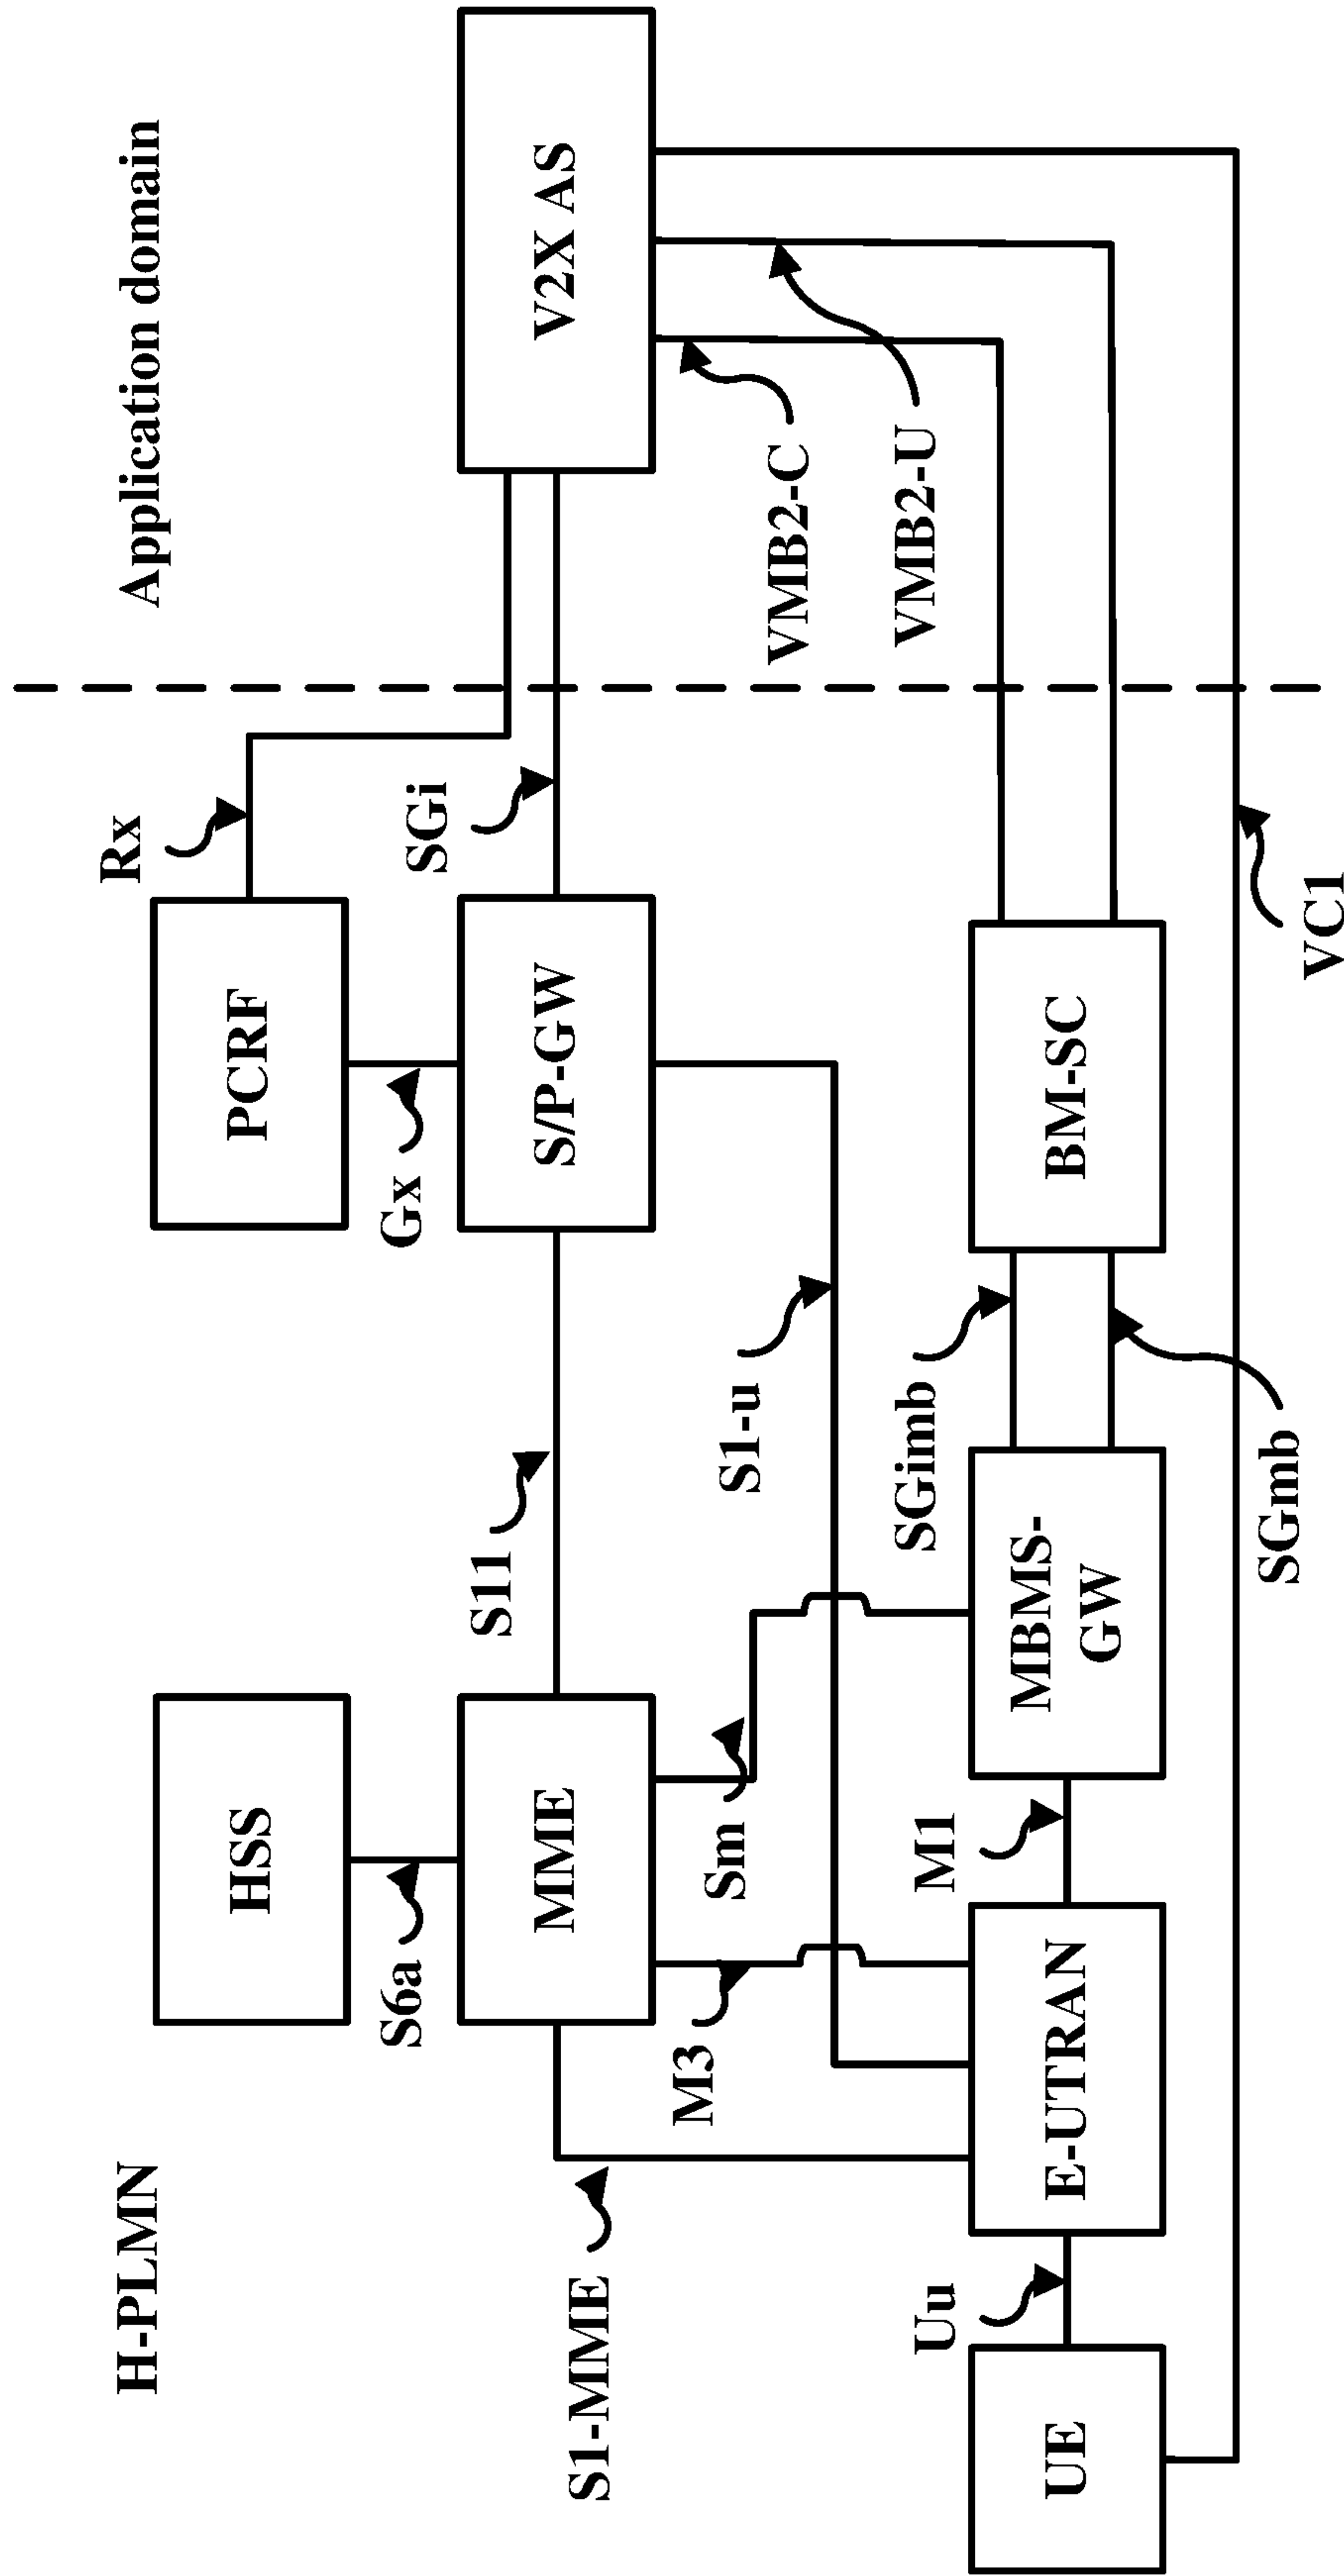 H-PLMN
Application domain
HSS
PCRF
Rx
S6a
Gx
SGi
S11
MME
S/P-GW
V2X AS
S1-MME
M3
Sm
S1-u
VMB2-C
VMB2-U
Uu
M1
SGimb
UE
E-UTRAN
MBMS-
GW
BM-SC
SGmb
VC1